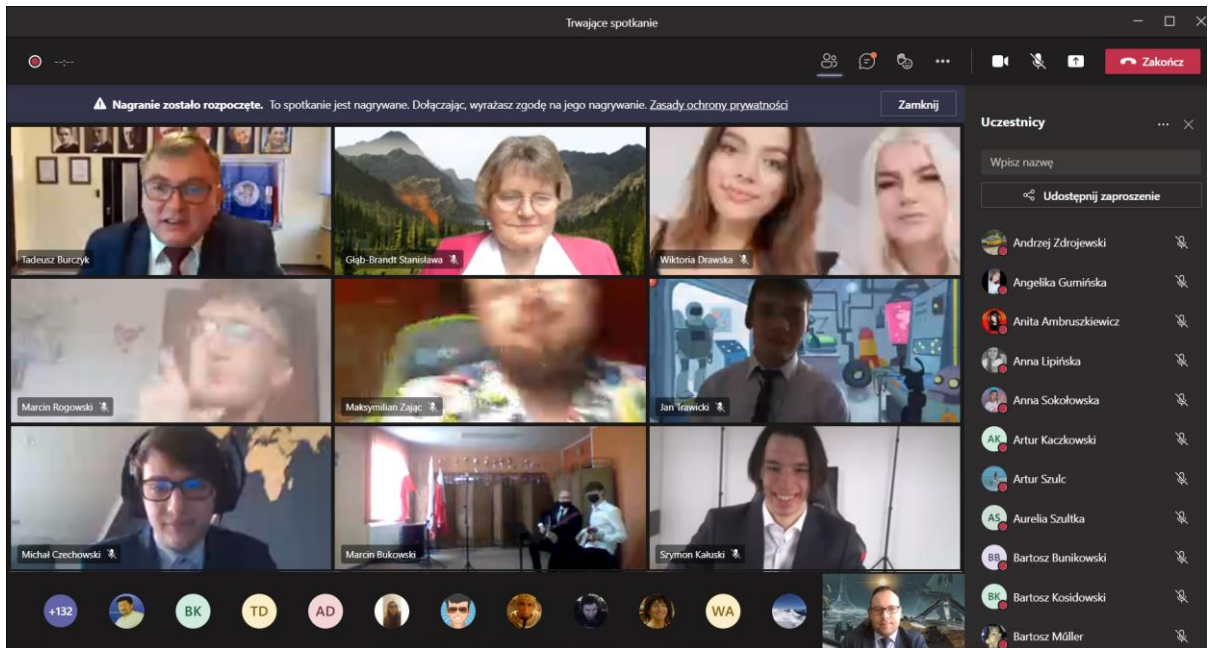 Trwające spotkanie
--:--
Zakończ
Nagranie zostało rozpoczęte. To spotkanie jest nagrywane. Dołączając, wyrażasz zgodę na jego nagrywanie. Zasady ochrony prywatności
Zamknij
Tadeusz Burczyk
Głąb-Brandt Stanisława
Wiktoria Drawska
Marcin Rogowski
Maksymilian Zając
Jan Trawicki
Michał Czechowski
Marcin Bukowski
Szymon Kałuski
+132
BK
TD
AD
WA
Uczestnicy
Wpisz nazwę
Udostępnij zaproszenie
Andrzej Zdrojewski
Angelika Gumińska
Anita Ambruszkiewicz
Anna Lipińska
Anna Sokołowska
AK Artur Kaczkowski
Artur Szulc
AS Aurelia Szultka
BB Bartosz Bunikowski
BK Bartosz Kosidowski
Bartosz Műller